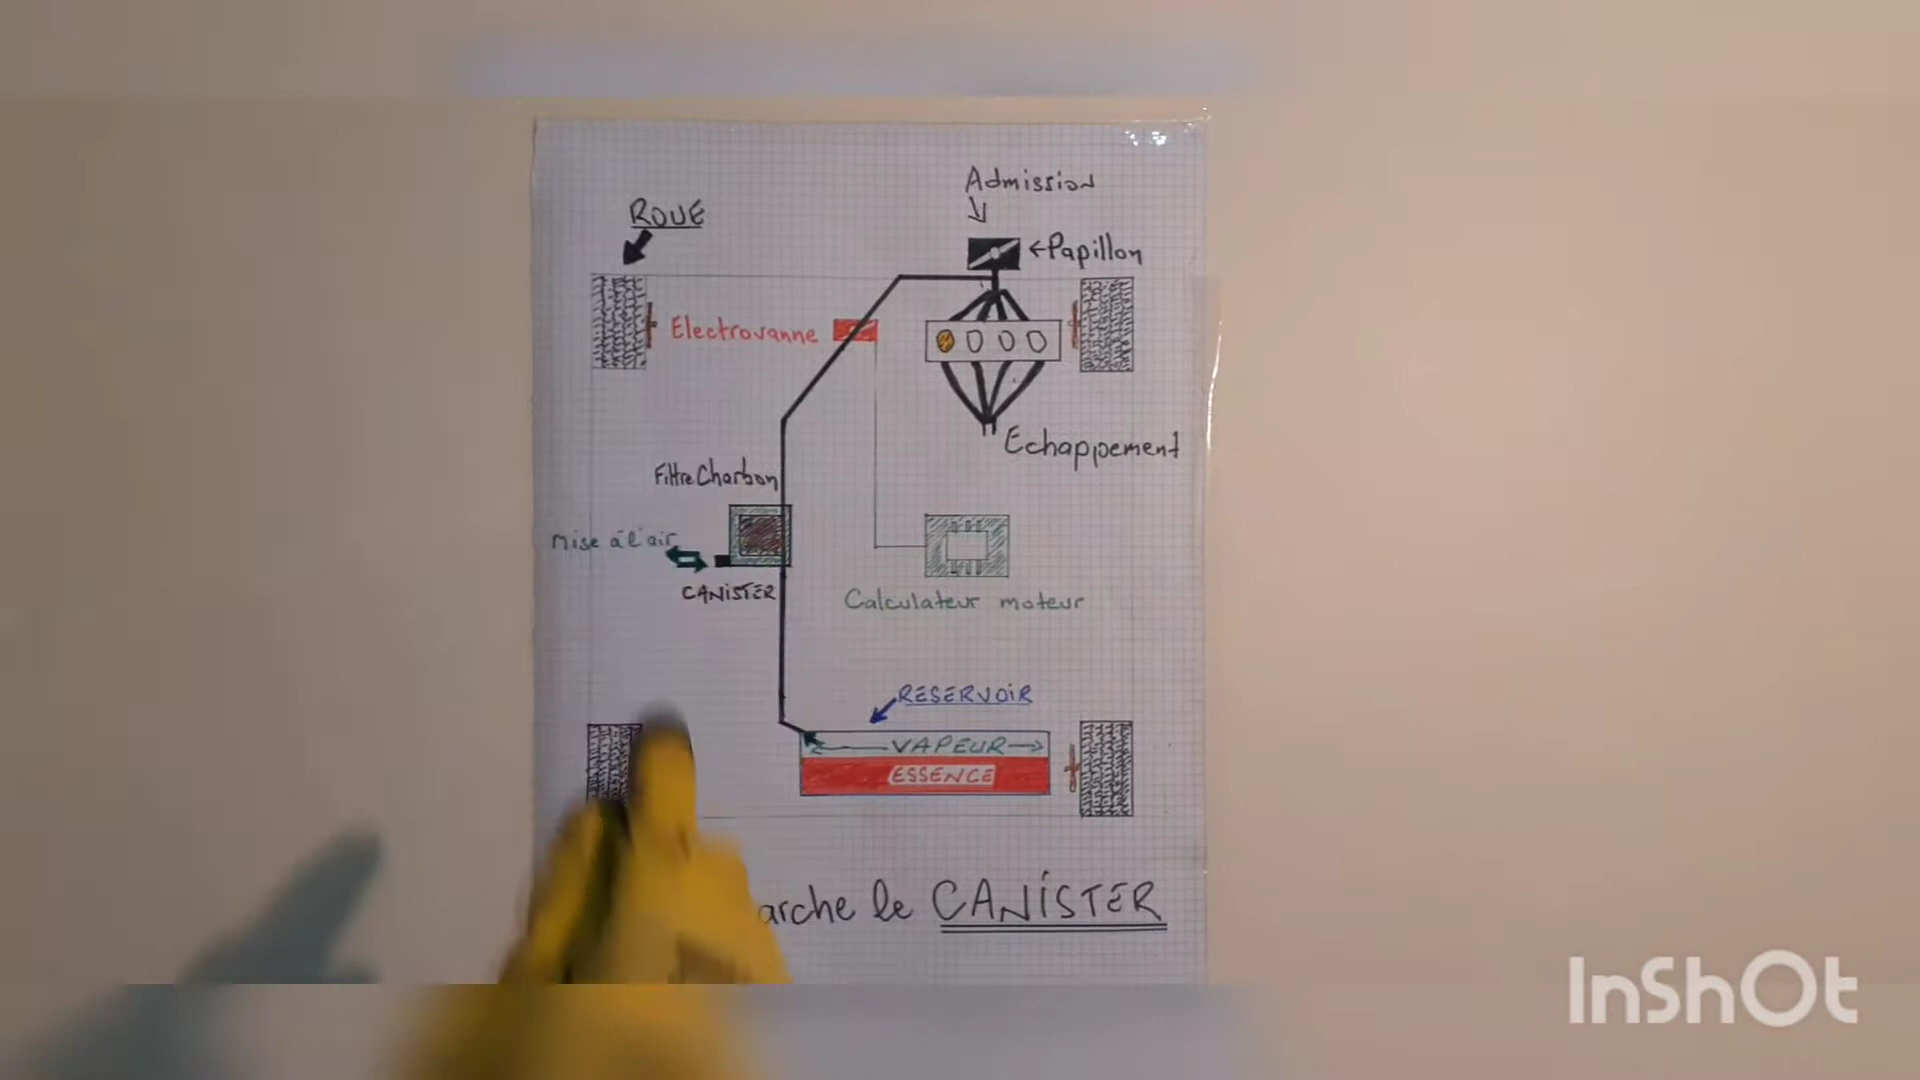 Admission
ROUE
←Papillon
Electrovanne
Echappement
Filtre Charbon
Mise à l'air
CANISTER
Calculateur moteur
RESERVOIR
VAPEUR
ESSENCE
arche le CANISTER
InShOt